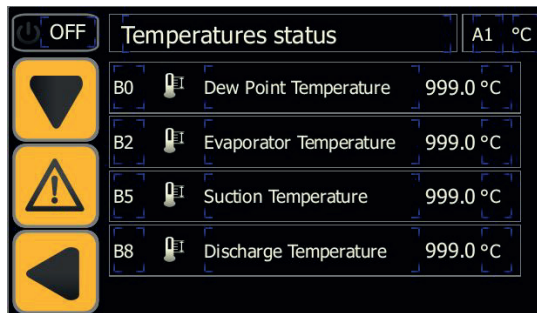 OFF Temperatures status A1 °C
B0 Dew Point Temperature 999.0 °C
B2 Evaporator Temperature 999.0 °C
B5 Suction Temperature 999.0 °C
B8 Discharge Temperature 999.0 °C